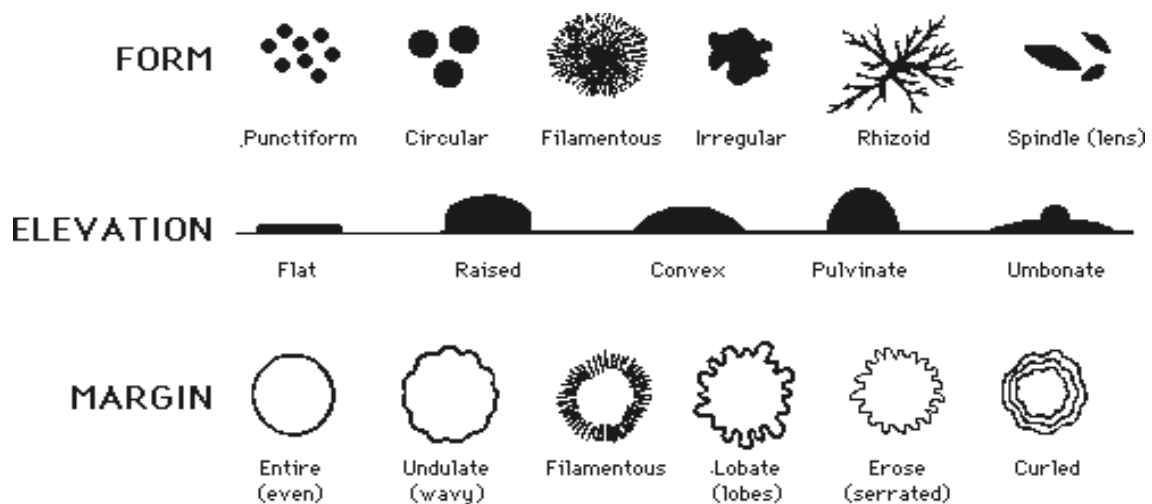 FORM
.Punctiform Circular Filamentous Irregular Rhizoid Spindle (lens)
ELEVATION
Flat Raised Convex Pulvinate Umbonate
MARGIN
Entire Undulate Filamentous .Lobate Erose Curled
(even) (wavy) (lobes) (serrated)